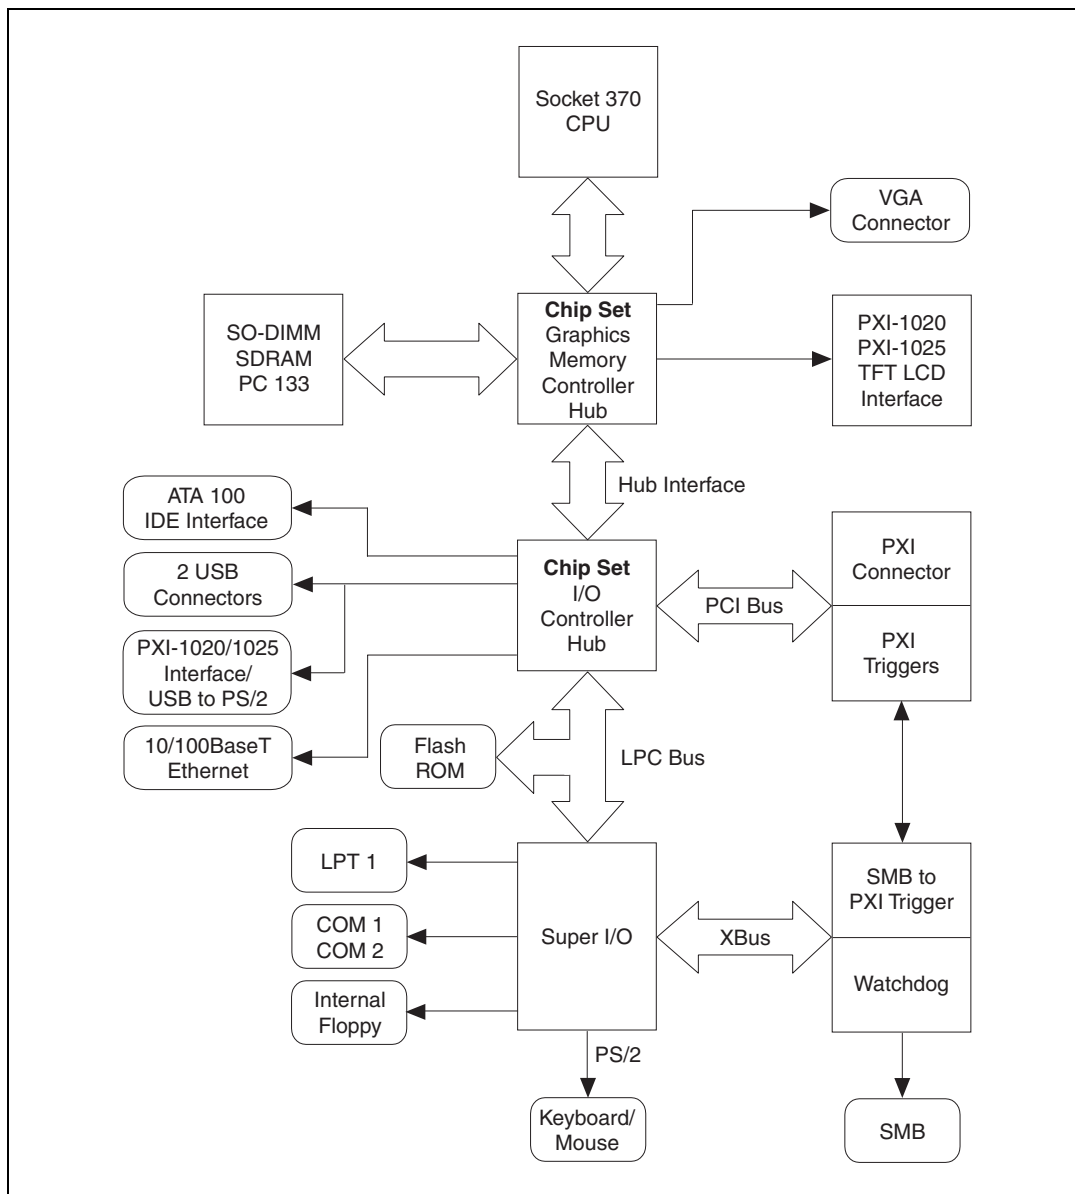 Socket 370
CPU
VGA
Connector
Chip Set
Graphics
Memory
Controller
Hub
SO-DIMM
SDRAM
PC 133
PXI-1020
PXI-1025
TFT LCD
Interface
Hub Interface
ATA 100
IDE Interface
2 USB
Connectors
PXI-1020/1025
Interface/
USB to PS/2
10/100BaseT
Ethernet
Chip Set
I/O
Controller
Hub
PCI Bus
PXI
Connector
PXI
Triggers
Flash
ROM
LPC Bus
LPT 1
COM 1
COM 2
Internal
Floppy
Super I/O
XBus
SMB to
PXI Trigger
Watchdog
PS/2
Keyboard/
Mouse
SMB